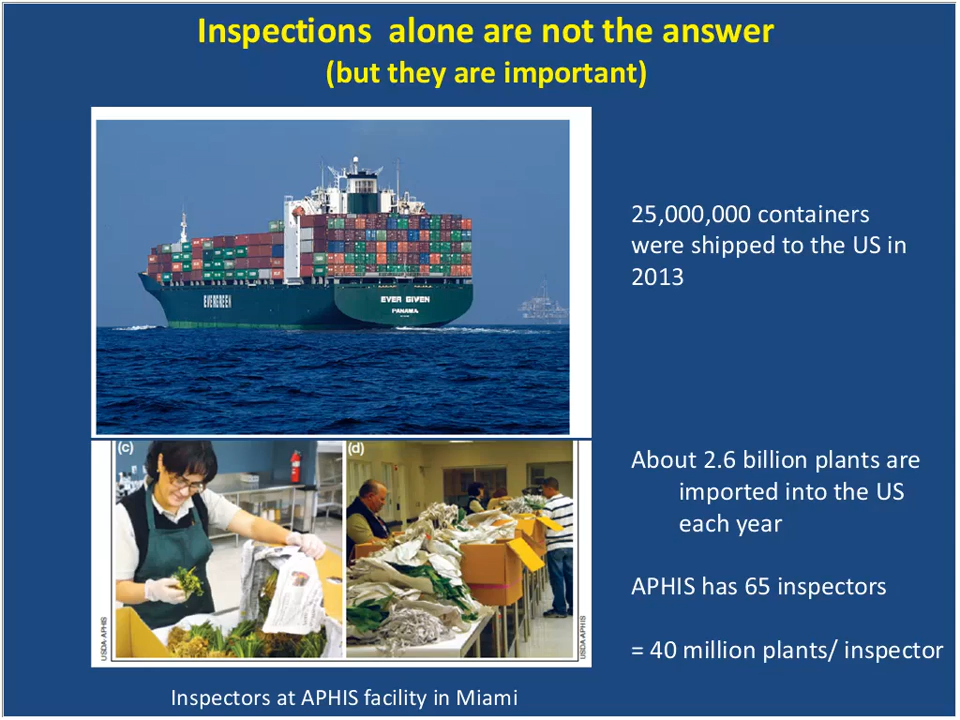 Inspections  alone are not the answer
(but they are important)
EVERGREEN
EVER GIVEN
PANAMA
25,000,000 containers
were shipped to the US in
2013
(c)
(d)
USDA-APHIS
USDA-APHIS
About 2.6 billion plants are
imported into the US
each year
APHIS has 65 inspectors
= 40 million plants/ inspector
Inspectors at APHIS facility in Miami